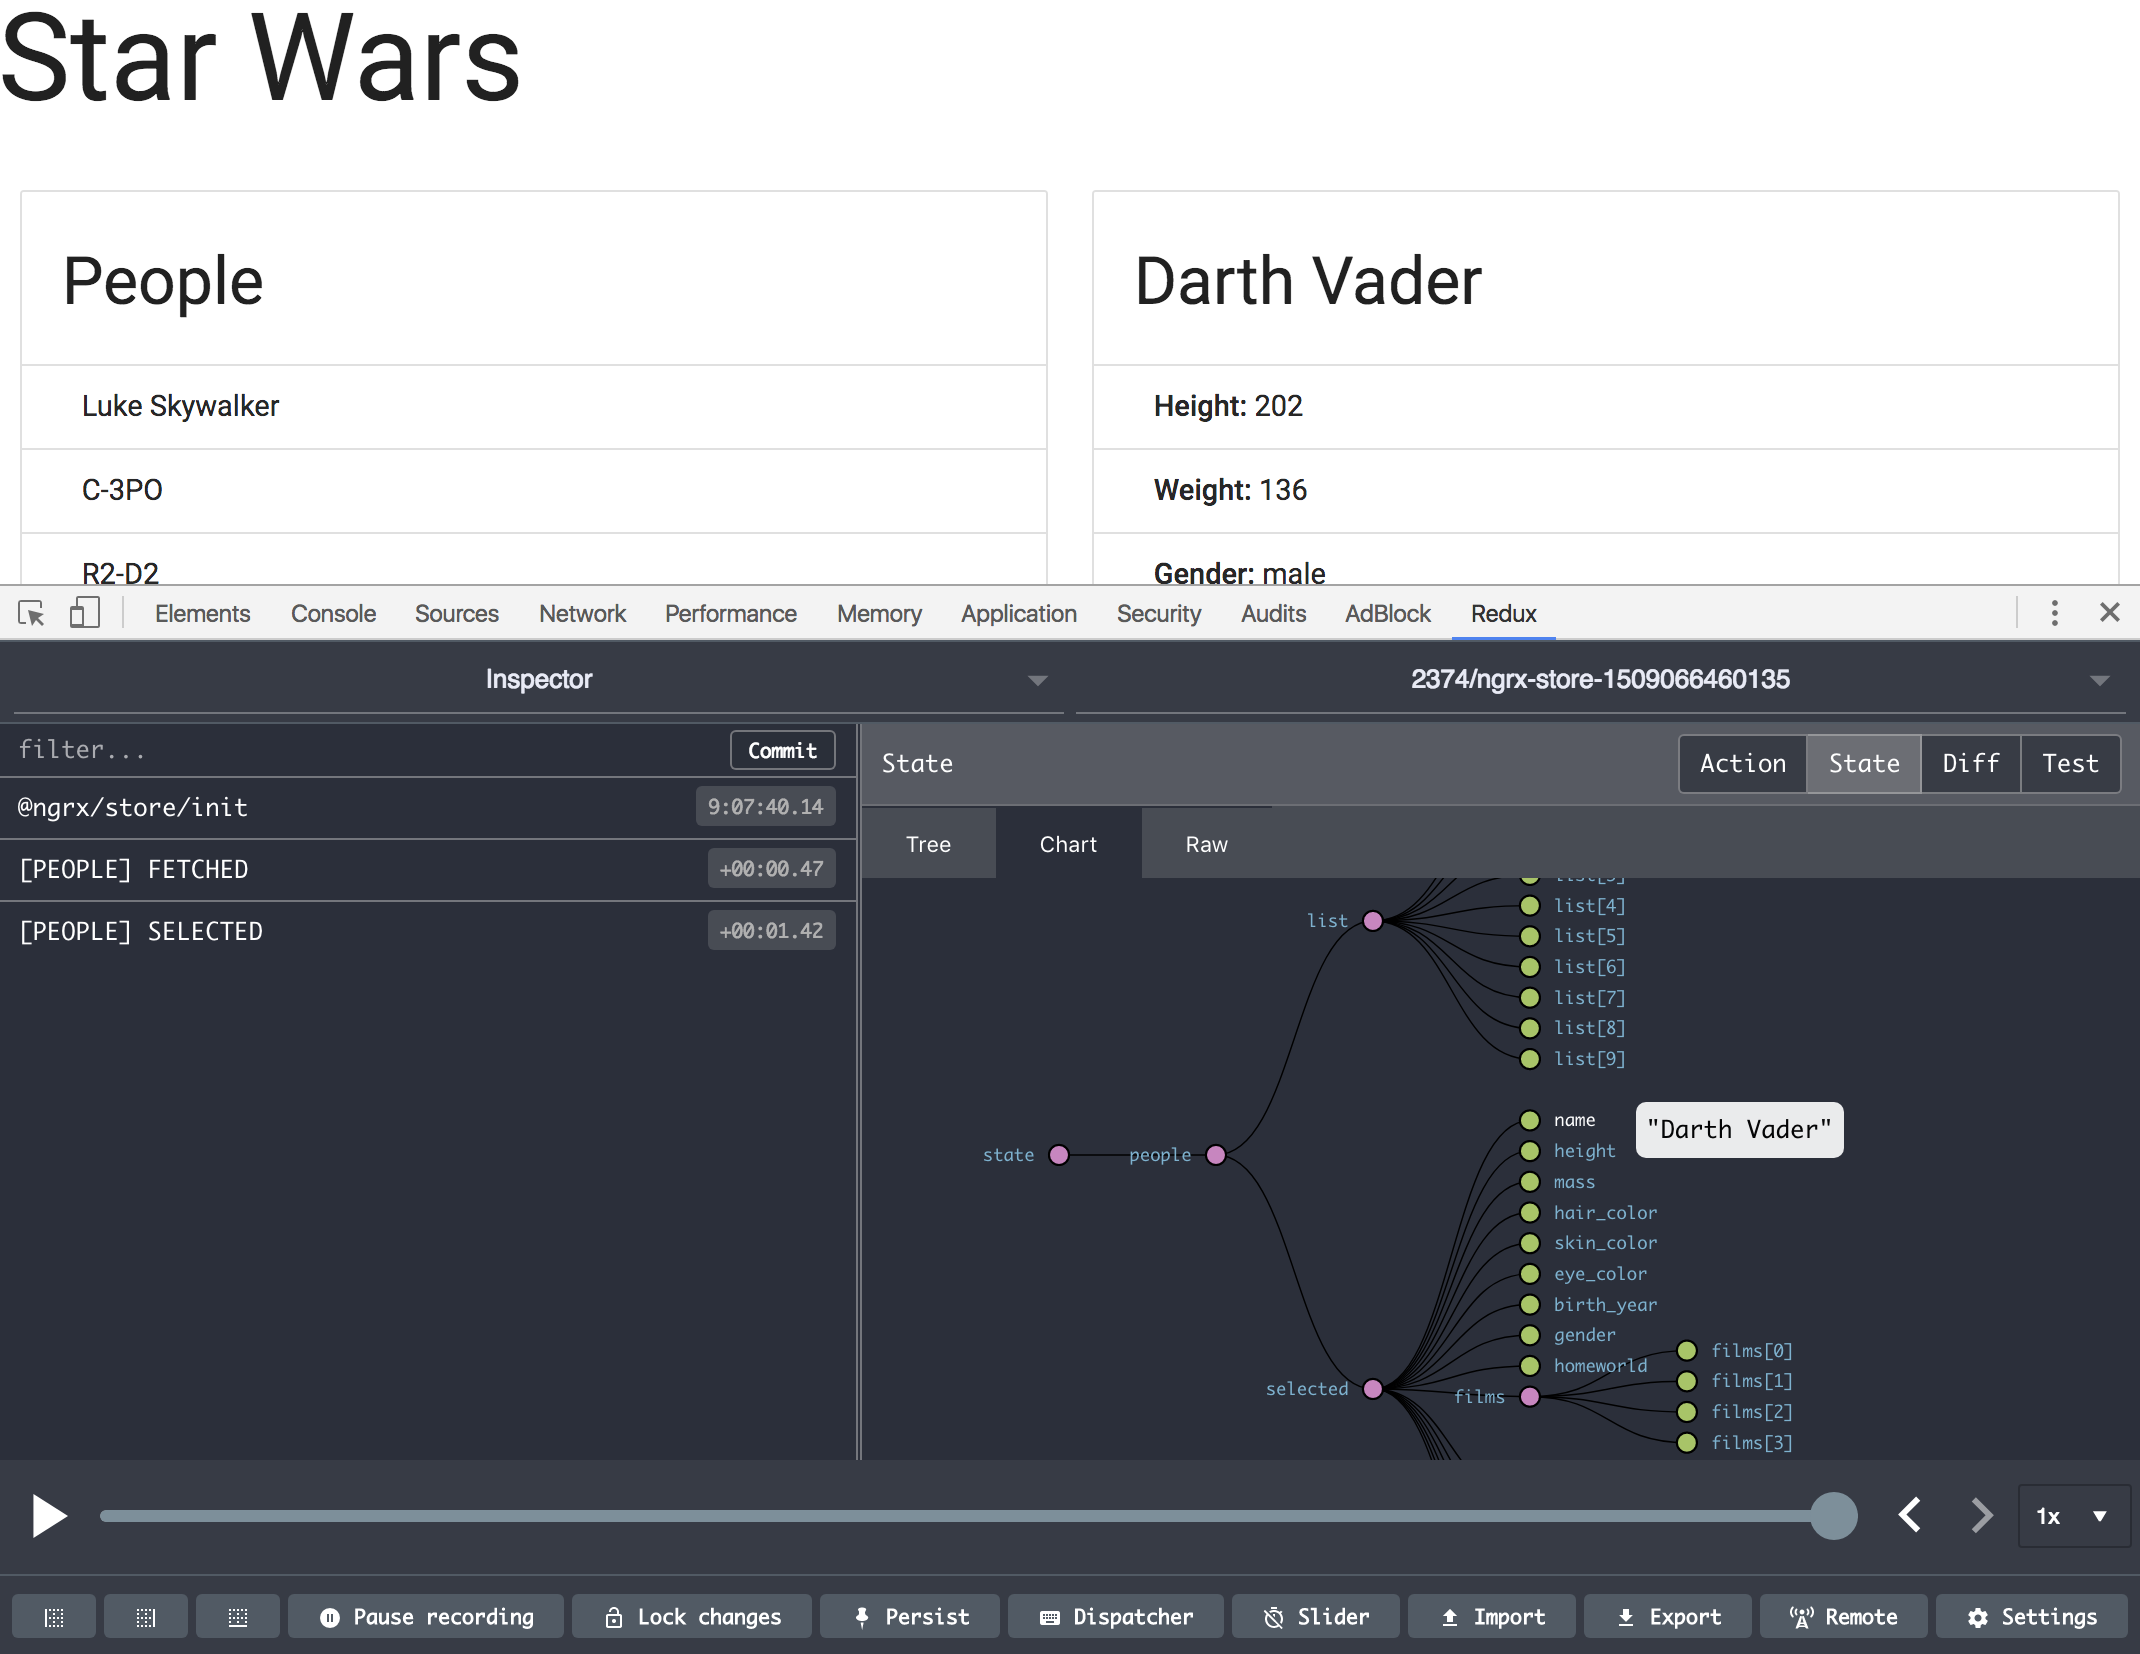 Star Wars
People
Luke Skywalker
C-3PO
R2-D2
Darth Vader
Height: 202
Weight: 136
Gender: male
Elements Console Sources Network Performance Memory Application Security Audits AdBlock Redux
Inspector
2374/ngrx-store-1509066460135
filter...
Commit
@ngrx/store/init 9:07:40.14
[PEOPLE] FETCHED +00:00.47
[PEOPLE] SELECTED +00:01.42
State
Action State Diff Test
Tree Chart Raw
list
list[3]
list[4]
list[5]
list[6]
list[7]
list[8]
list[9]
state
people
name
"Darth Vader"
height
mass
hair_color
skin_color
eye_color
birth_year
gender
homeworld
selected
films
films[0]
films[1]
films[2]
films[3]
1x
Pause recording Lock changes Persist Dispatcher Slider Import Export Remote Settings